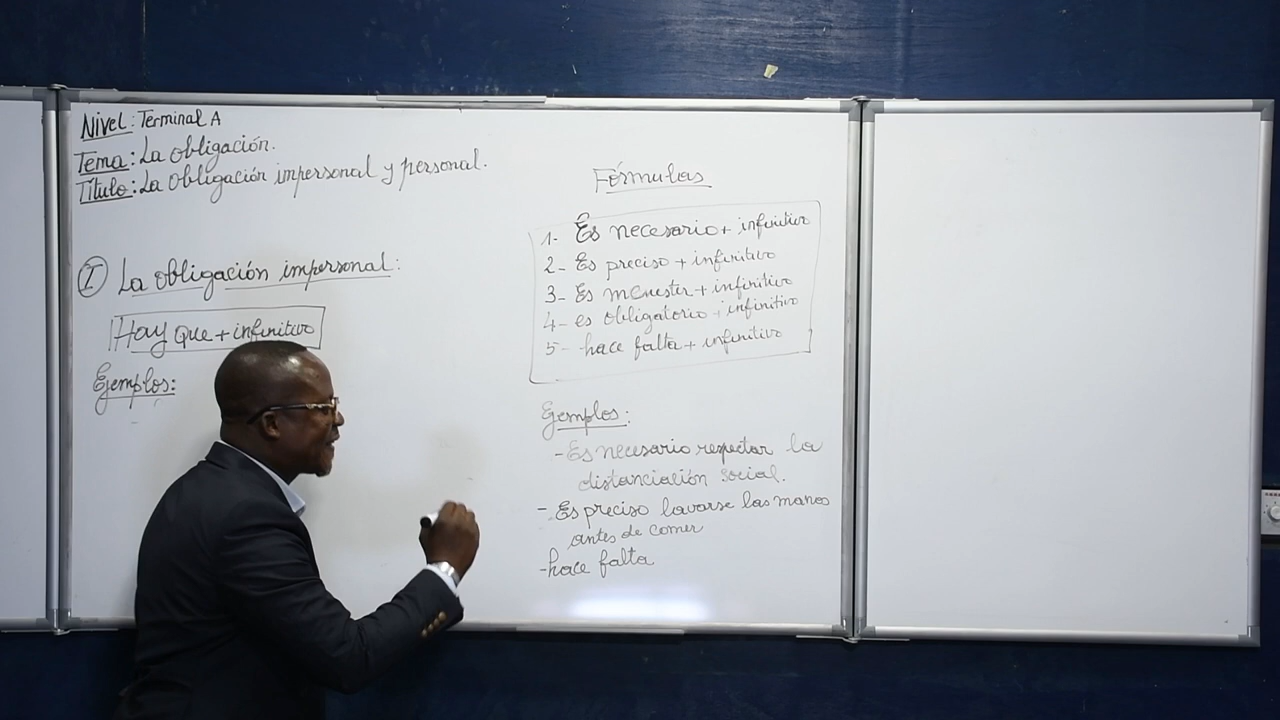 Nivel: Terminal A
Tema: La obligación.
Título: La obligación impersonal y personal.
I La obligación impersonal:
Hay que + infinitivo
Ejemplos:
Fórmulas
1- Es necesario + infinitivo
2- Es preciso + infinitivo
3- Es menester + infinitivo
4- es obligatorio + infinitivo
5- hace falta + infinitivo
Ejemplos:
- Es necesario respectar la
distanciación social.
- Es preciso lavarse las manos
antes de comer
- hace falta